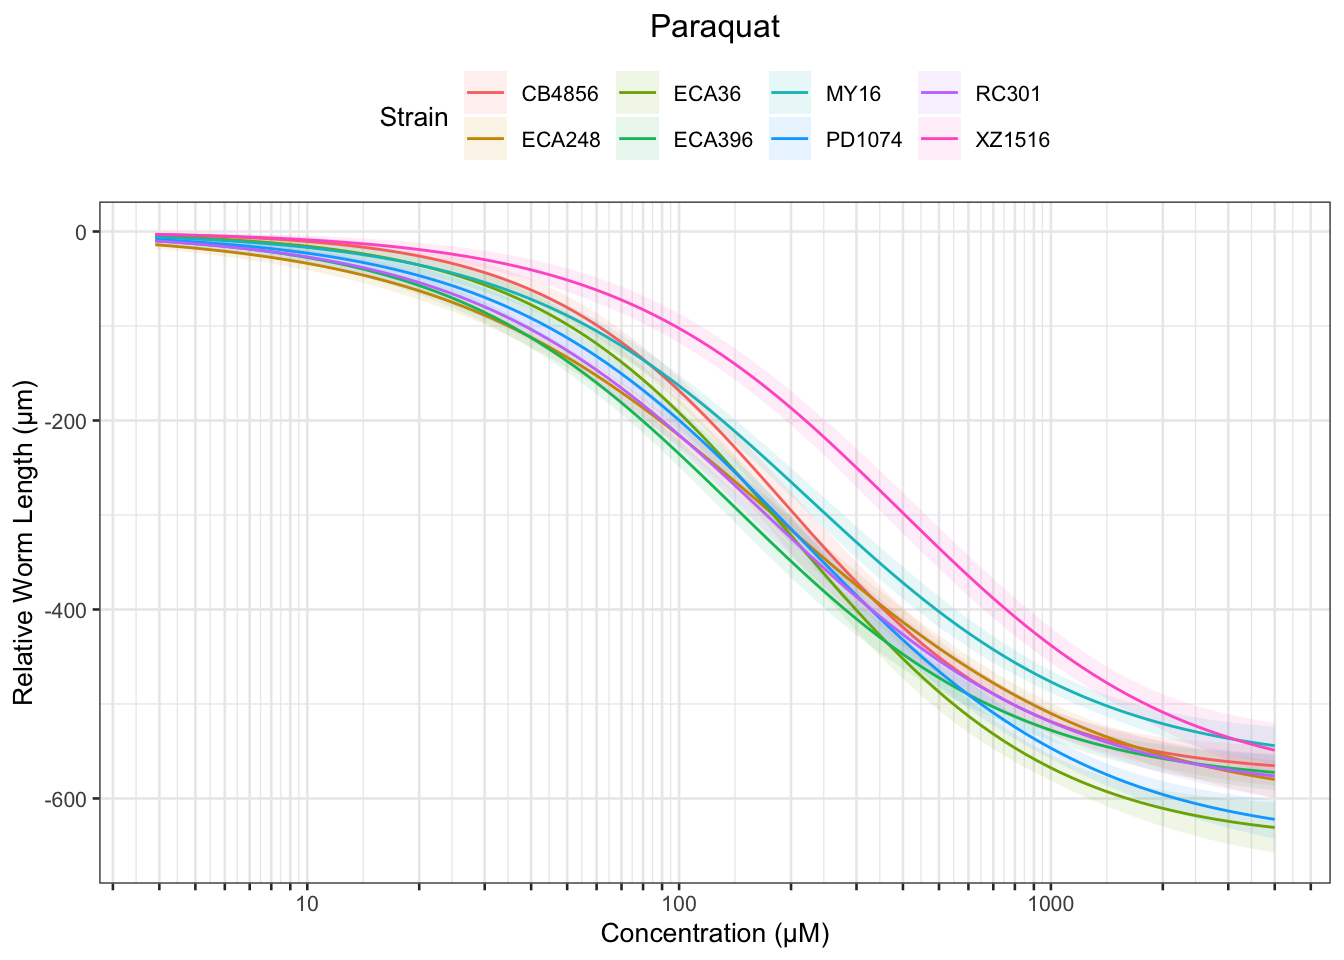 Paraquat
Strain
CB4856 ECA36 MY16 RC301
ECA248 ECA396 PD1074 XZ1516
Relative Worm Length (µm)
0
-200
-400
-600
10 100 1000
Concentration (µM)